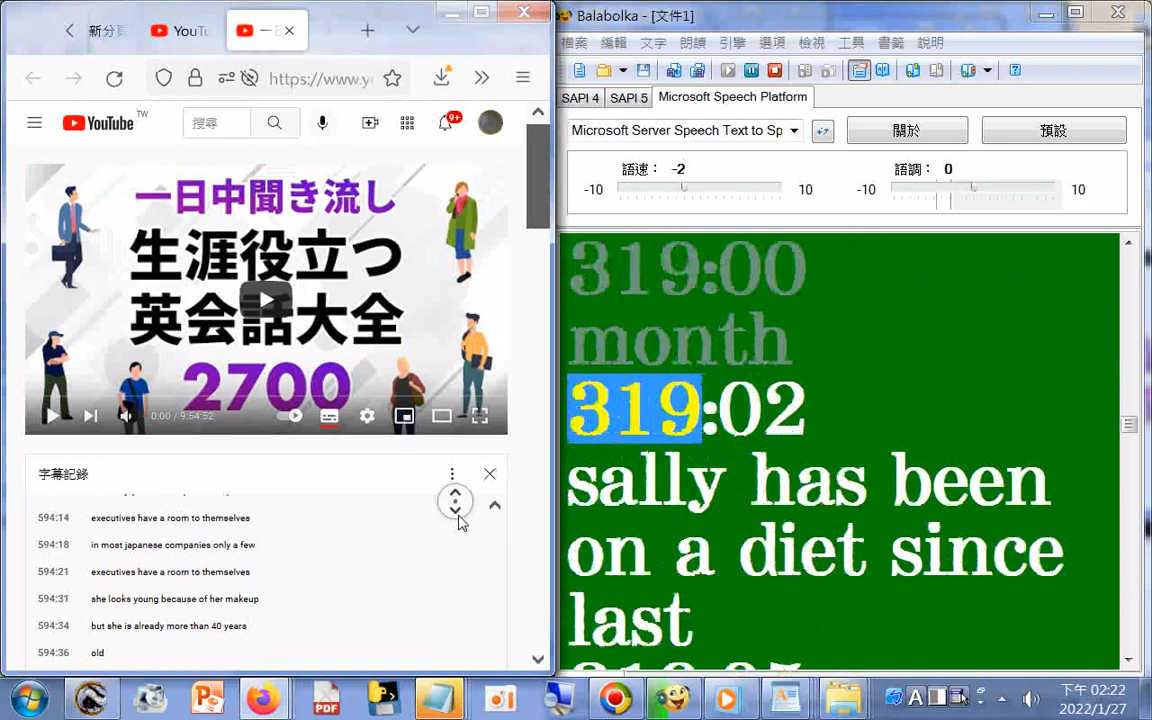 新分頁
YouTu
一日
https://www.y
YouTube TW
搜尋
9+
一日中聞き流し
生涯役立つ
英会話大全
2700
0:00 / 9:54:52
字幕記錄
594:14 executives have a room to themselves
594:18 in most japanese companies only a few
594:21 executives have a room to themselves
594:31 she looks young because of her makeup
594:34 but she is already more than 40 years
594:36 old
Balabolka - [文件1]
檔案 編輯 文字 朗讀 引擎 選項 檢視 工具 書籤 說明
SAPI 4 SAPI 5 Microsoft Speech Platform
Microsoft Server Speech Text to Sp 關於 預設
語速： -2 語調： 0
-10 10 -10 10
319:00
month
319:02
sally has been
on a diet since
last
PDF
A
下午 02:22
2022/1/27